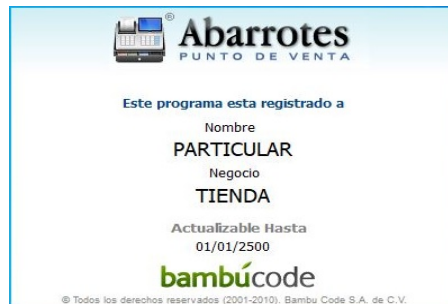 ® Abarrotes
PUNTO DE VENTA
Este programa esta registrado a
Nombre
PARTICULAR
Negocio
TIENDA
Actualizable Hasta
01/01/2500
bambúcode
® Todos los derechos reservados (2001-2010). Bambu Code S.A. de C.V.